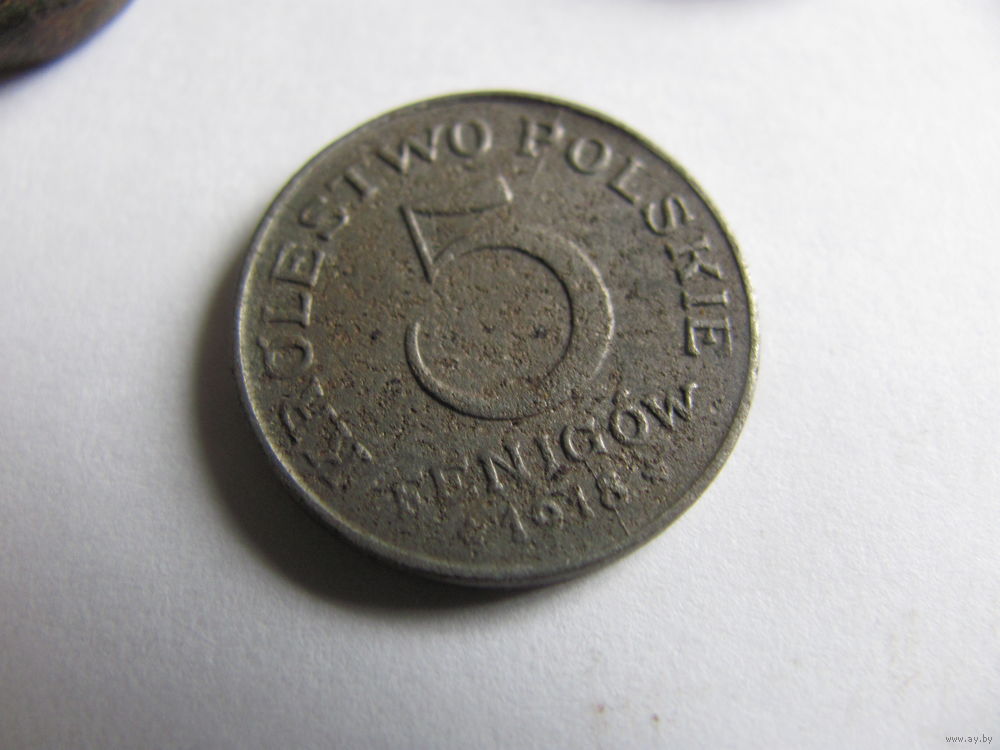 KRÓLESTWO POLSKIE
5
FENIGÓW
1918
www.ay.by